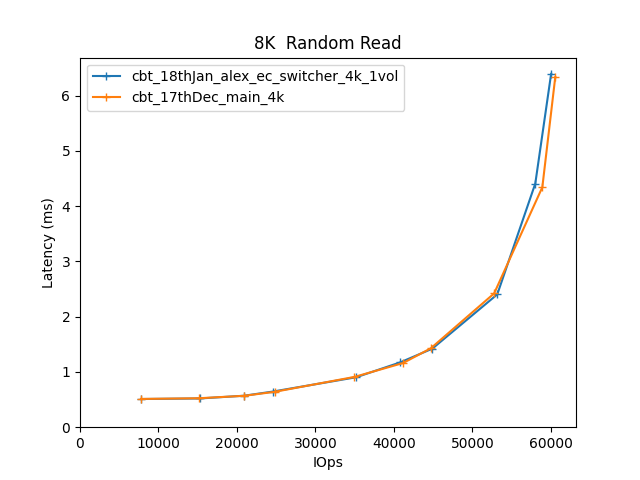 8K  Random Read
cbt_18thJan_alex_ec_switcher_4k_1vol
cbt_17thDec_main_4k
Latency (ms)
6
5
4
3
2
1
0
0 10000 20000 30000 40000 50000 60000
IOps